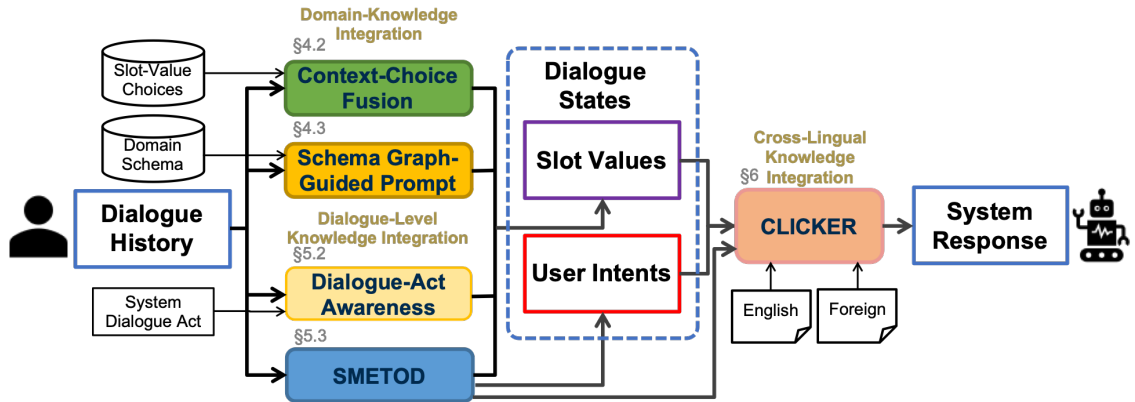 Domain-Knowledge
Integration
§4.2
Slot-Value
Choices
Context-Choice
Fusion
§4.3
Domain
Schema
Schema Graph-
Guided Prompt
Dialogue
History
Dialogue-Level
Knowledge Integration
§5.2
System
Dialogue Act
Dialogue-Act
Awareness
§5.3
SMETOD
Dialogue
States
Slot Values
User Intents
Cross-Lingual
Knowledge
Integration
§6
CLICKER
English
Foreign
System
Response